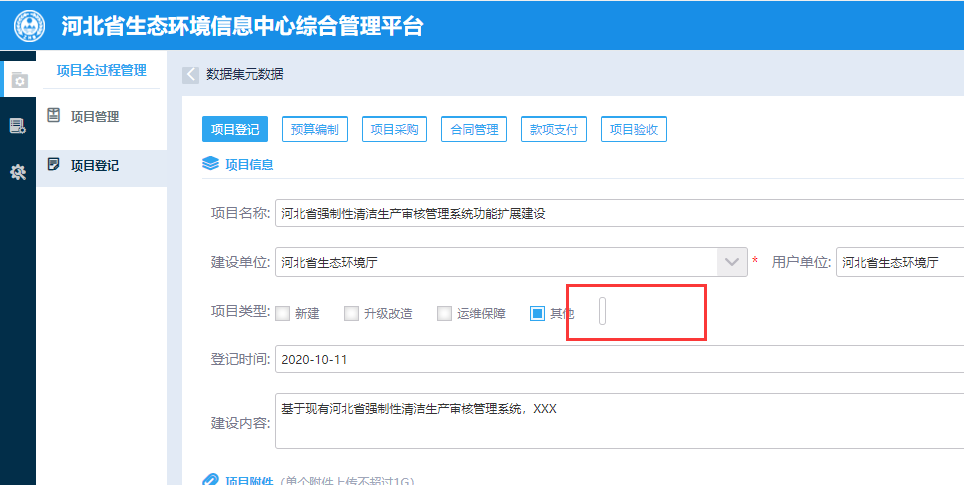 河北省生态环境信息中心综合管理平台
项目全过程管理
项目管理
项目登记
数据集元数据
项目登记 预算编制 项目采购 合同管理 款项支付 项目验收
项目信息
项目名称: 河北省强制性清洁生产审核管理系统功能扩展建设
建设单位: 河北省生态环境厅 * 用户单位: 河北省生态环境厅
项目类型: 新建 升级改造 运维保障 其他
登记时间: 2020-10-11
建设内容: 基于现有河北省强制性清洁生产审核管理系统，XXX
项目附件 (单个附件上传不超过1G)